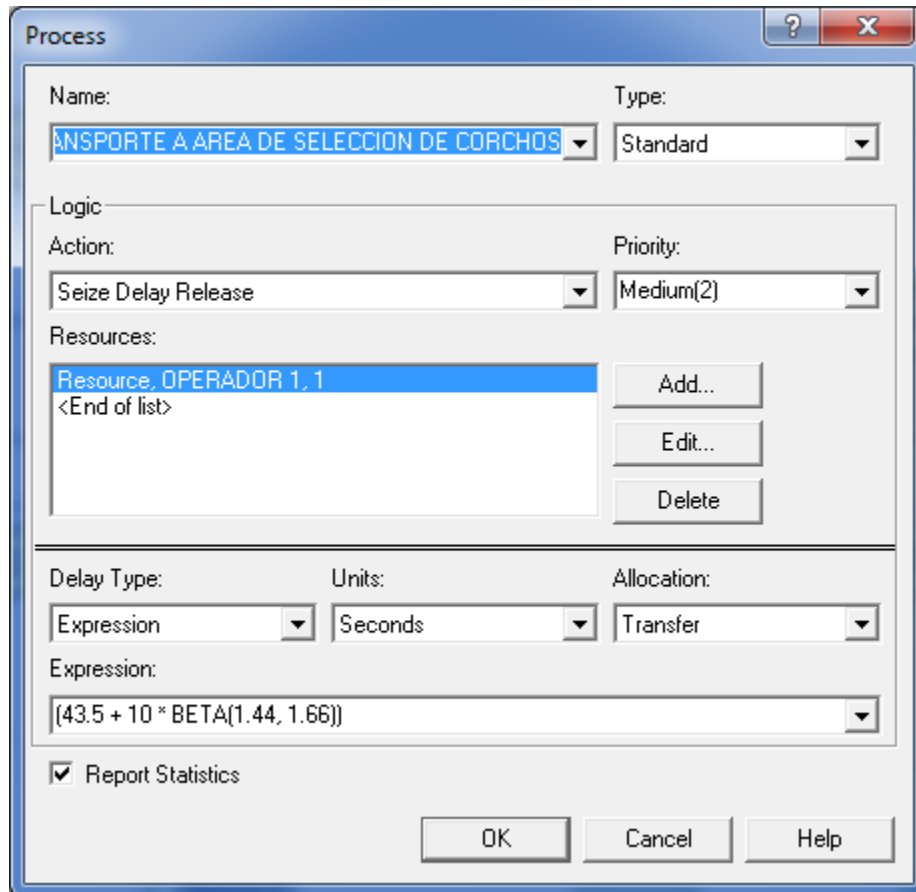 Process
Name:
Type:
ANSPORTE A AREA DE SELECCION DE CORCHOS
Standard
Logic
Action:
Priority:
Seize Delay Release
Medium(2)
Resources:
Resource, OPERADOR 1, 1
<End of list>
Add...
Edit...
Delete
Delay Type:
Units:
Allocation:
Expression
Seconds
Transfer
Expression:
(43.5 + 10 * BETA(1.44, 1.66))
Report Statistics
OK
Cancel
Help